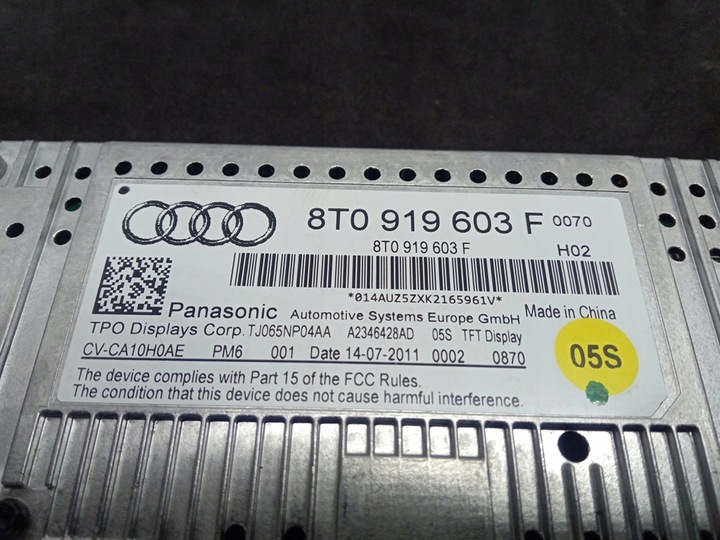 8T0 919 603 F 0070
8T0 919 603 F H02
*014AUZ5ZXK2165961V*
Panasonic Automotive Systems Europe GmbH Made in China
TPO Displays Corp. TJ065NP04AA A2346428AD 05S TFT Display
CV-CA10H0AE PM6 001 Date 14-07-2011 0002 0870
05S
The device complies with Part 15 of the FCC Rules.
The condition that this device does not cause harmful interference.